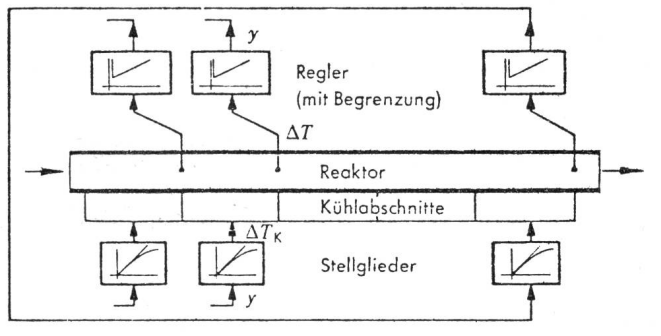 y
Regler
(mit Begrenzung)
ΔT
Reaktor
Kühlabschnitte
ΔT_K
Stellglieder
y